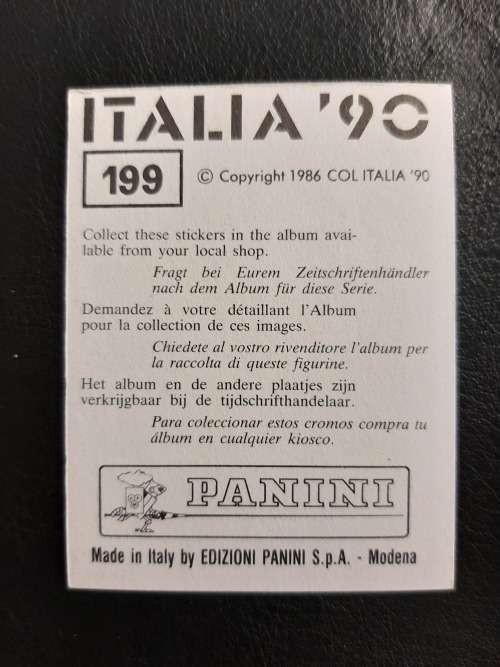 ITALIA '90
199
© Copyright 1986 COL ITALIA '90
Collect these stickers in the album avai-
lable from your local shop.
Fragt bei Eurem Zeitschriftenhändler
nach dem Album für diese Serie.
Demandez à votre détaillant l'Album
pour la collection de ces images.
Chiedete al vostro rivenditore l'album per
la raccolta di queste figurine.
Het album en de andere plaatjes zijn
verkrijgbaar bij de tijdschrifthandelaar.
Para coleccionar estos cromos compra tu
álbum en cualquier kiosco.
PANINI
Made in Italy by EDIZIONI PANINI S.p.A. - Modena